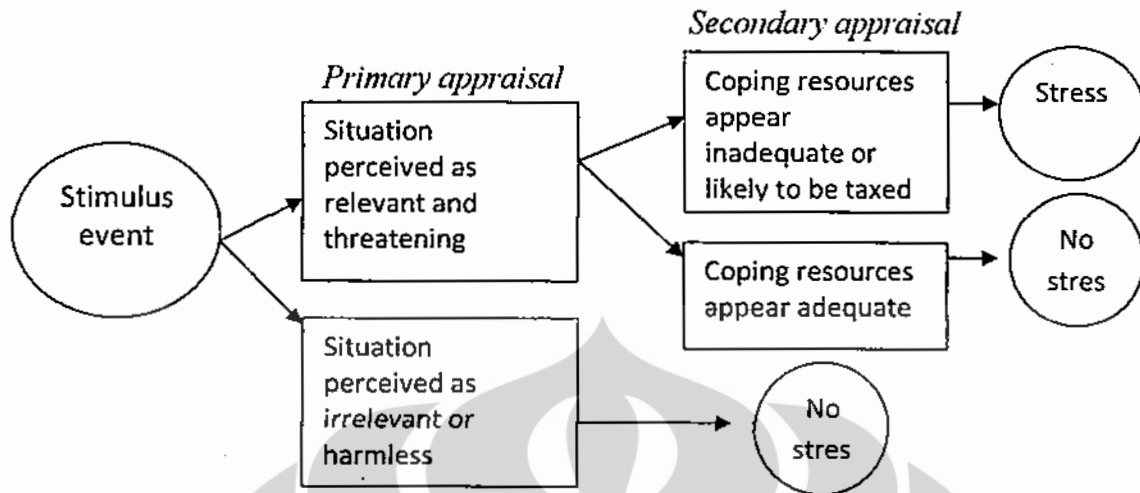 Secondary appraisal
Primary appraisal
Stimulus
event
Situation
perceived as
relevant and
threatening
Situation
perceived as
irrelevant or
harmless
Coping resources
appear
inadequate or
likely to be taxed
Coping resources
appear adequate
Stress
No
stres
No
stres